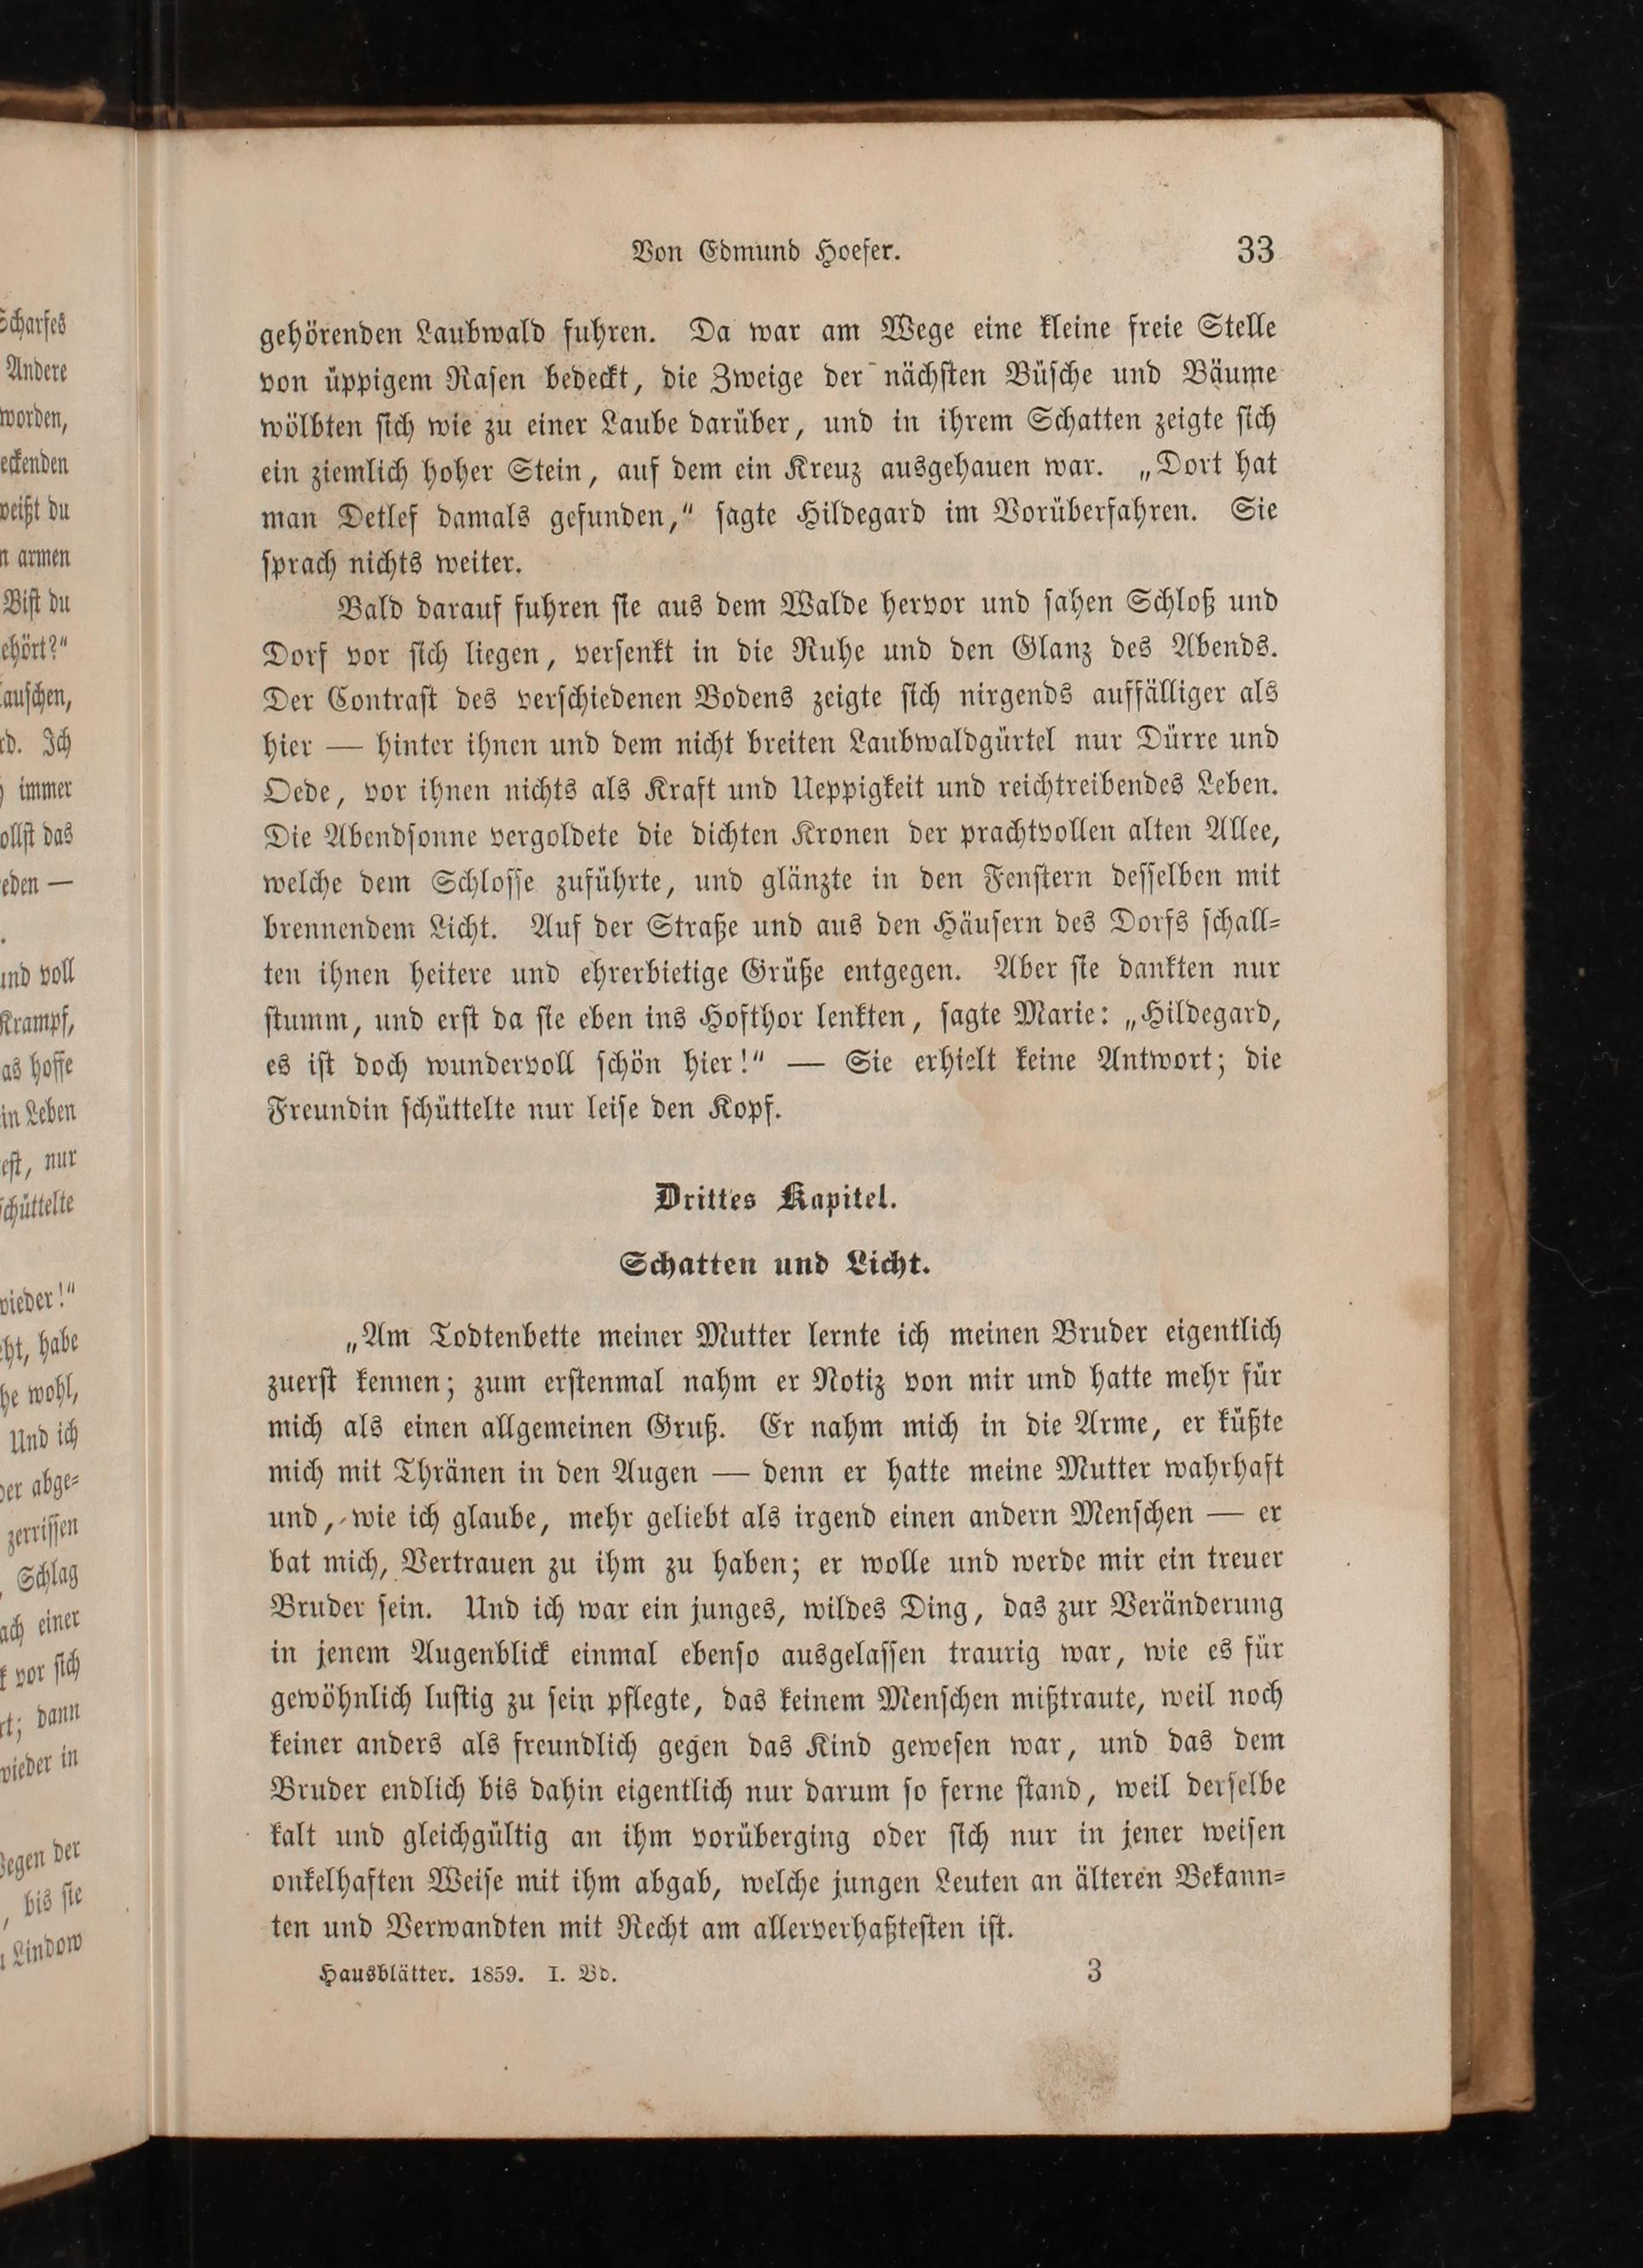 Von Edmund Hoefer. 33
gehörenden Laubwald fuhren. Da war am Wege eine kleine freie Stelle
von üppigem Rasen bedeckt, die Zweige der nächsten Büsche und Bäume
wölbten sich wie zu einer Laube darüber, und in ihrem Schatten zeigte sich
ein ziemlich hoher Stein, auf dem ein Kreuz ausgehauen war. „Dort hat
man Detlef damals gefunden,“ sagte Hildegard im Vorüberfahren. Sie
sprach nichts weiter.
Bald darauf fuhren sie aus dem Walde hervor und sahen Schloß und
Dorf vor sich liegen, versenkt in die Ruhe und den Glanz des Abends.
Der Contrast des verschiedenen Bodens zeigte sich nirgends auffälliger als
hier — hinter ihnen und dem nicht breiten Laubwaldgürtel nur Dürre und
Oede, vor ihnen nichts als Kraft und Ueppigkeit und reichtreibendes Leben.
Die Abendsonne vergoldete die dichten Kronen der prachtvollen alten Allee,
welche dem Schlosse zuführte, und glänzte in den Fenstern desselben mit
brennendem Licht. Auf der Straße und aus den Häusern des Dorfs schall-
ten ihnen heitere und ehrerbietige Grüße entgegen. Aber sie dankten nur
stumm, und erst da sie eben ins Hofthor lenkten, sagte Marie: „Hildegard,
es ist doch wundervoll schön hier!“ — Sie erhielt keine Antwort; die
Freundin schüttelte nur leise den Kopf.
Drittes Kapitel.
Schatten und Licht.
„Am Todtenbette meiner Mutter lernte ich meinen Bruder eigentlich
zuerst kennen; zum erstenmal nahm er Notiz von mir und hatte mehr für
mich als einen allgemeinen Gruß. Er nahm mich in die Arme, er küßte
mich mit Thränen in den Augen — denn er hatte meine Mutter wahrhaft
und, wie ich glaube, mehr geliebt als irgend einen andern Menschen — er
bat mich, Vertrauen zu ihm zu haben; er wolle und werde mir ein treuer
Bruder sein. Und ich war ein junges, wildes Ding, das zur Veränderung
in jenem Augenblick einmal ebenso ausgelassen traurig war, wie es für
gewöhnlich lustig zu sein pflegte, das keinem Menschen mißtraute, weil noch
keiner anders als freundlich gegen das Kind gewesen war, und das dem
Bruder endlich bis dahin eigentlich nur darum so ferne stand, weil derselbe
kalt und gleichgültig an ihm vorüberging oder sich nur in jener weisen
onkelhaften Weise mit ihm abgab, welche jungen Leuten an älteren Bekann-
ten und Verwandten mit Recht am allerverhaßtesten ist.
Hausblätter. 1859. I. Bd. 3